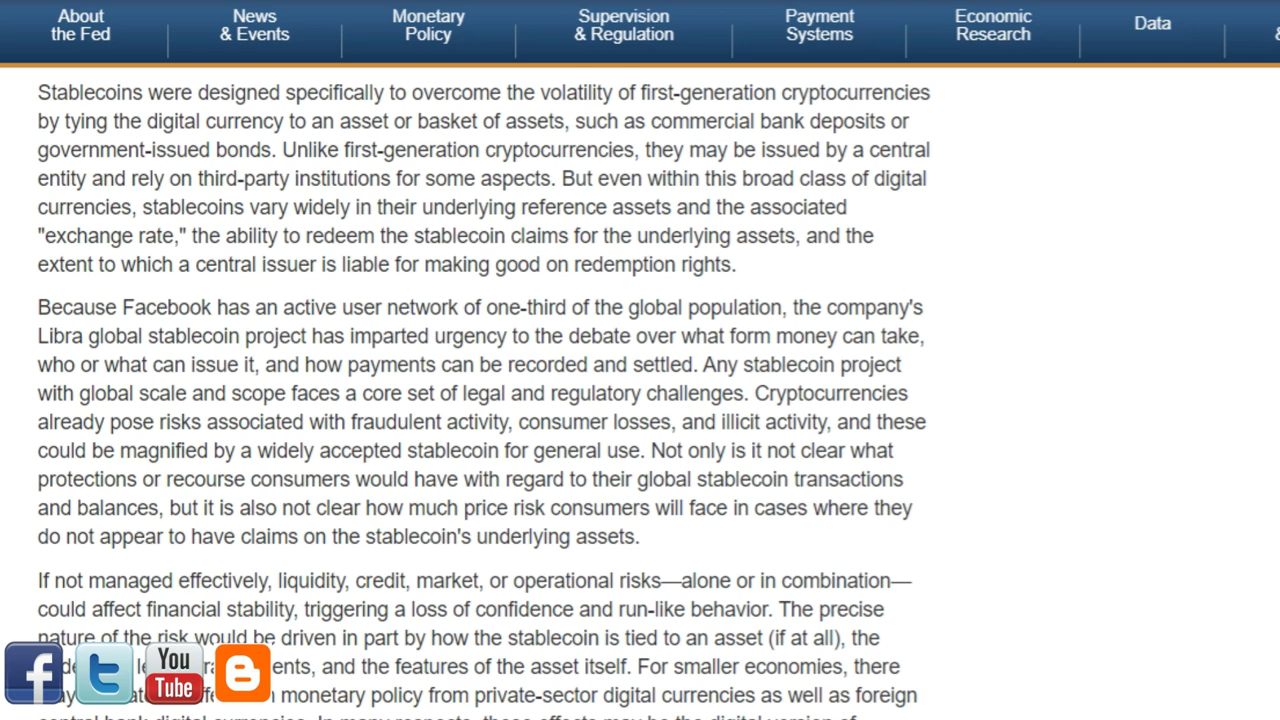 About
the Fed
News
& Events
Monetary
Policy
Supervision
& Regulation
Payment
Systems
Economic
Research
Data
&
Stablecoins were designed specifically to overcome the volatility of first-generation cryptocurrencies
by tying the digital currency to an asset or basket of assets, such as commercial bank deposits or
government-issued bonds. Unlike first-generation cryptocurrencies, they may be issued by a central
entity and rely on third-party institutions for some aspects. But even within this broad class of digital
currencies, stablecoins vary widely in their underlying reference assets and the associated
"exchange rate," the ability to redeem the stablecoin claims for the underlying assets, and the
extent to which a central issuer is liable for making good on redemption rights.
Because Facebook has an active user network of one-third of the global population, the company's
Libra global stablecoin project has imparted urgency to the debate over what form money can take,
who or what can issue it, and how payments can be recorded and settled. Any stablecoin project
with global scale and scope faces a core set of legal and regulatory challenges. Cryptocurrencies
already pose risks associated with fraudulent activity, consumer losses, and illicit activity, and these
could be magnified by a widely accepted stablecoin for general use. Not only is it not clear what
protections or recourse consumers would have with regard to their global stablecoin transactions
and balances, but it is also not clear how much price risk consumers will face in cases where they
do not appear to have claims on the stablecoin's underlying assets.
If not managed effectively, liquidity, credit, market, or operational risks—alone or in combination—
could affect financial stability, triggering a loss of confidence and run-like behavior. The precise
nature of the risk would be driven in part by how the stablecoin is tied to an asset (if at all), the
and the features of the asset itself. For smaller economies, there
monetary policy from private-sector digital currencies as well as foreign
central bank digital currencies. In many respects, these effects may be the digital version of
f
t
You
Tube
B